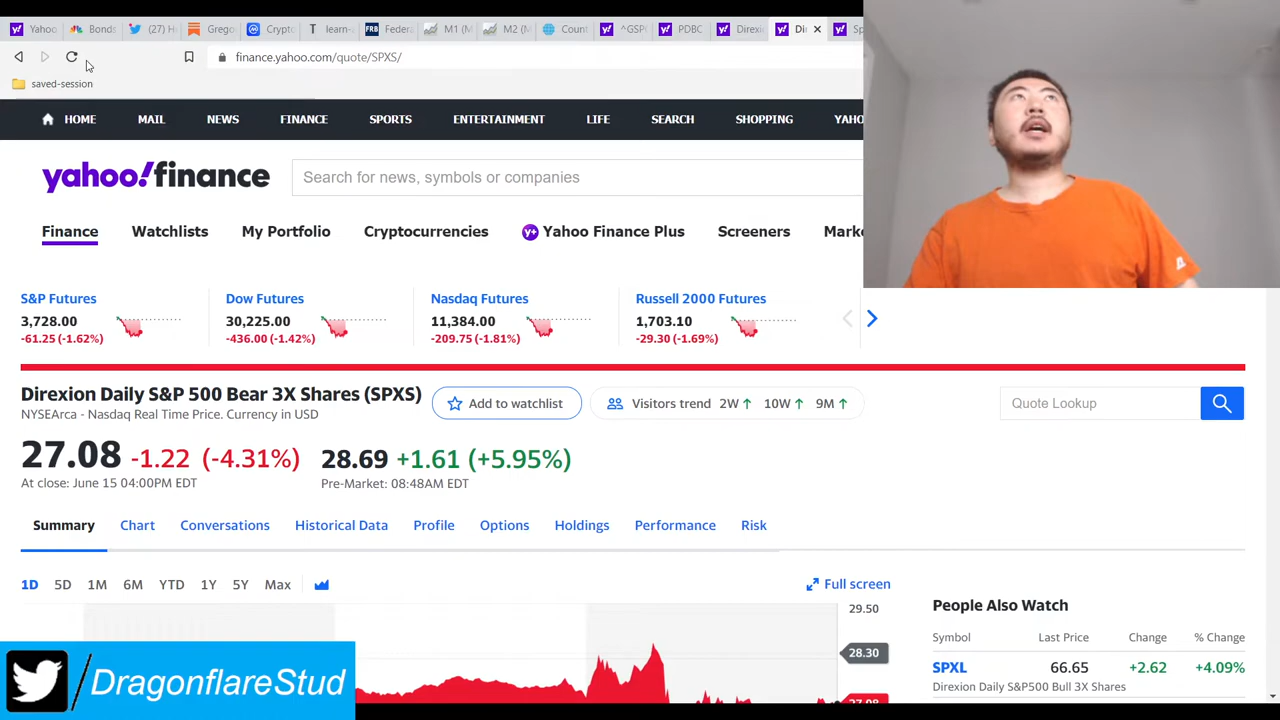 Yahoo Bonds (27) H Grego Crypto learn- Feder M1 (M M2 (M Count ^GSP PDBC Direxi Dir Sp
finance.yahoo.com/quote/SPXS/
saved-session
HOME MAIL NEWS FINANCE SPORTS ENTERTAINMENT LIFE SEARCH SHOPPING YAHO
yahoo!finance Search for news, symbols or companies
Finance Watchlists My Portfolio Cryptocurrencies Y+ Yahoo Finance Plus Screeners Marke
S&P Futures Dow Futures Nasdaq Futures Russell 2000 Futures
3,728.00 30,225.00 11,384.00 1,703.10
-61.25 (-1.62%) -436.00 (-1.42%) -209.75 (-1.81%) -29.30 (-1.69%)
Direxion Daily S&P 500 Bear 3X Shares (SPXS) Add to watchlist Visitors trend 2W↑ 10W↑ 9M↑ Quote Lookup
NYSEArca - Nasdaq Real Time Price. Currency in USD
27.08 -1.22 (-4.31%) 28.69 +1.61 (+5.95%)
At close: June 15 04:00PM EDT Pre-Market: 08:48AM EDT
Summary Chart Conversations Historical Data Profile Options Holdings Performance Risk
1D 5D 1M 6M YTD 1Y 5Y Max Full screen
29.50
28.30
27.08
People Also Watch
Symbol Last Price Change % Change
SPXL 66.65 +2.62 +4.09%
Direxion Daily S&P500 Bull 3X Shares
/DragonflareStud